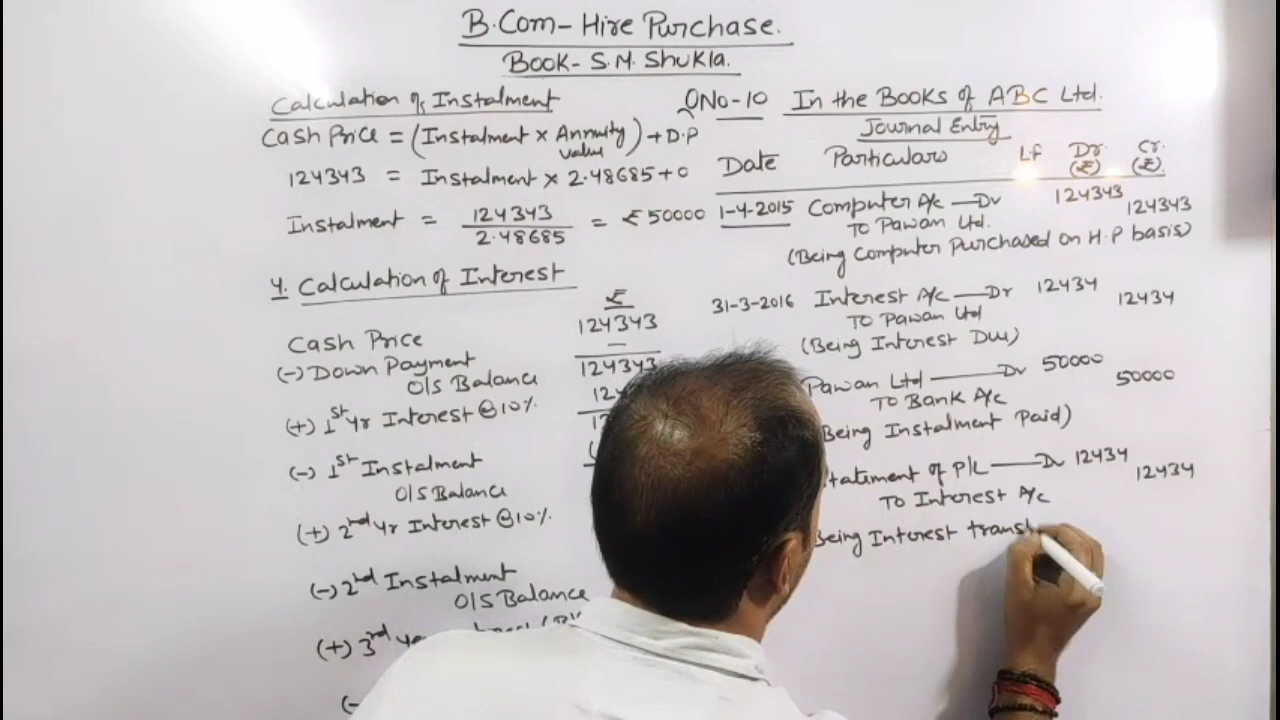 B.Com- Hire Purchase.
Book- S.M. Shukla.
Calculation of Instalment
Cash Price = (Instalment x Annuity value) + D.P
124343 = Instalment x 2.48685+0
Instalment = 124343 / 2.48685 = ₹ 50000
4. Calculation of Interest
₹
Cash Price 124343
(-) Down Payment —
O/S Balance 124343
(+) 1st Yr Interest @10%.
(-) 1st Instalment
O/S Balance
(+) 2nd Yr Interest @10%.
(-) 2nd Instalment
O/S Balance
(+) 3rd
QNo-10 In the Books of ABC Ltd.
Journal Entry
Date Particulars Lf Dr. (₹) Cr. (₹)
1-4-2015 Computer A/c — Dr 124343
To Pawan Ltd. 124343
(Being Computer Purchased on H.P basis)
31-3-2016 Interest A/c — Dr 12434
To Pawan Ltd 12434
(Being Interest Due)
Pawan Ltd — Dr 50000
To Bank A/c 50000
Being Instalment Paid)
tatement of P/L — Dr 12434
To Interest A/c 12434
Being Interest trans